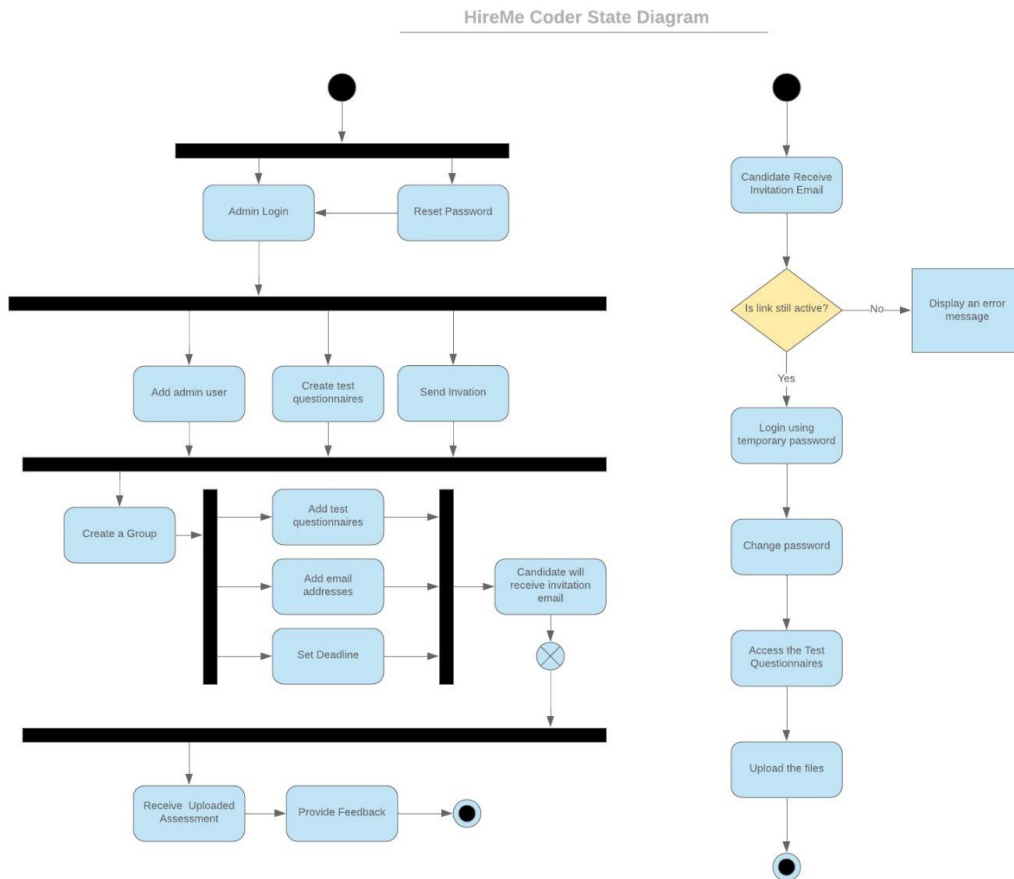 HireMe Coder State Diagram
Admin Login
Reset Password
Add admin user
Create test
questionnaires
Send Invation
Create a Group
Add test
questionnaires
Add email
addresses
Set Deadline
Candidate will
receive invitation
email
Receive Uploaded
Assessment
Provide Feedback
Candidate Receive
Invitation Email
Is link still active?
No
Display an error
message
Yes
Login using
temporary password
Change password
Access the Test
Questionnaires
Upload the files